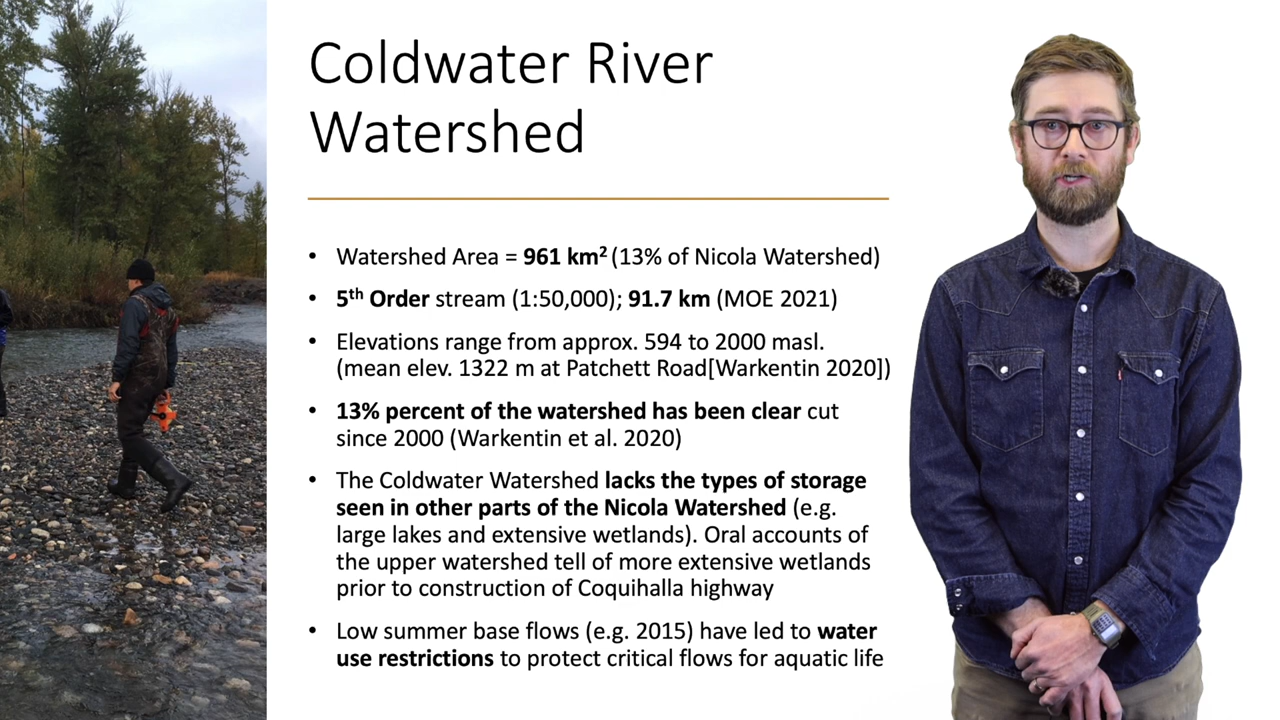 Coldwater River
Watershed
• Watershed Area = 961 km² (13% of Nicola Watershed)
• 5th Order stream (1:50,000); 91.7 km (MOE 2021)
• Elevations range from approx. 594 to 2000 masl.
(mean elev. 1322 m at Patchett Road[Warkentin 2020])
• 13% percent of the watershed has been clear cut
since 2000 (Warkentin et al. 2020)
• The Coldwater Watershed lacks the types of storage
seen in other parts of the Nicola Watershed (e.g.
large lakes and extensive wetlands). Oral accounts of
the upper watershed tell of more extensive wetlands
prior to construction of Coquihalla highway
• Low summer base flows (e.g. 2015) have led to water
use restrictions to protect critical flows for aquatic life